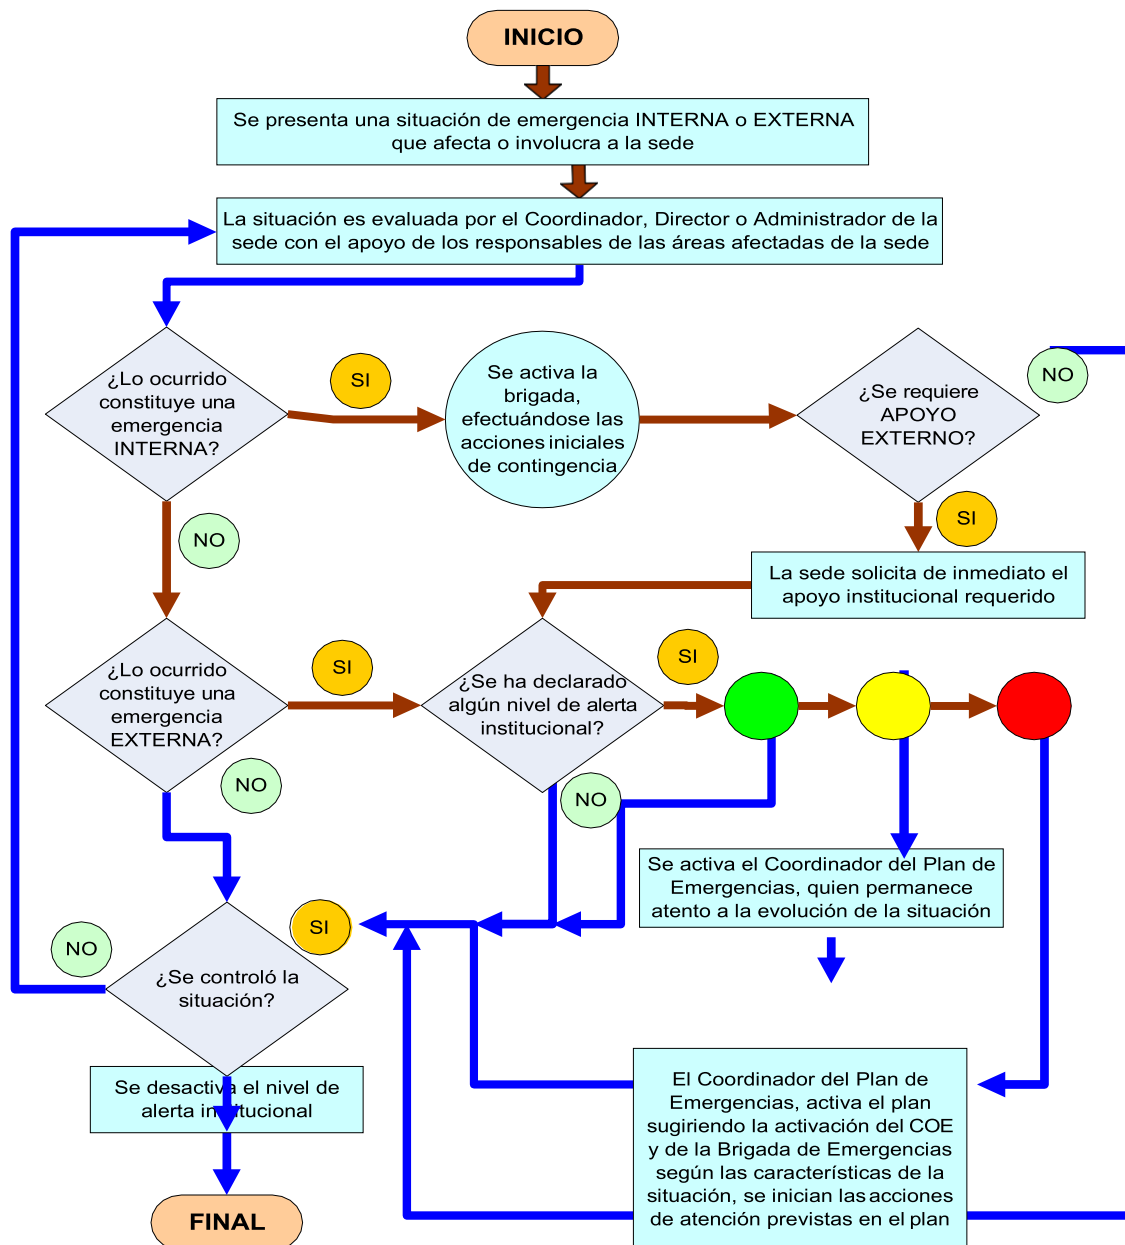 INICIO
Se presenta una situación de emergencia INTERNA o EXTERNA
que afecta o involucra a la sede
La situación es evaluada por el Coordinador, Director o Administrador de la
sede con el apoyo de los responsables de las áreas afectadas de la sede
¿Lo ocurrido
constituye una
emergencia
INTERNA?
SI
Se activa la
brigada,
efectuándose las
acciones iniciales
de contingencia
¿Se requiere
APOYO
EXTERNO?
NO
NO
SI
La sede solicita de inmediato el
apoyo institucional requerido
¿Lo ocurrido
constituye una
emergencia
EXTERNA?
SI
¿Se ha declarado
algún nivel de alerta
institucional?
SI
NO
NO
Se activa el Coordinador del Plan de
Emergencias, quien permanece
atento a la evolución de la situación
SI
NO
¿Se controló la
situación?
Se desactiva el nivel de
alerta institucional
El Coordinador del Plan de
Emergencias, activa el plan
sugiriendo la activación del COE
y de la Brigada de Emergencias
según las características de la
situación, se inician las acciones
de atención previstas en el plan
FINAL